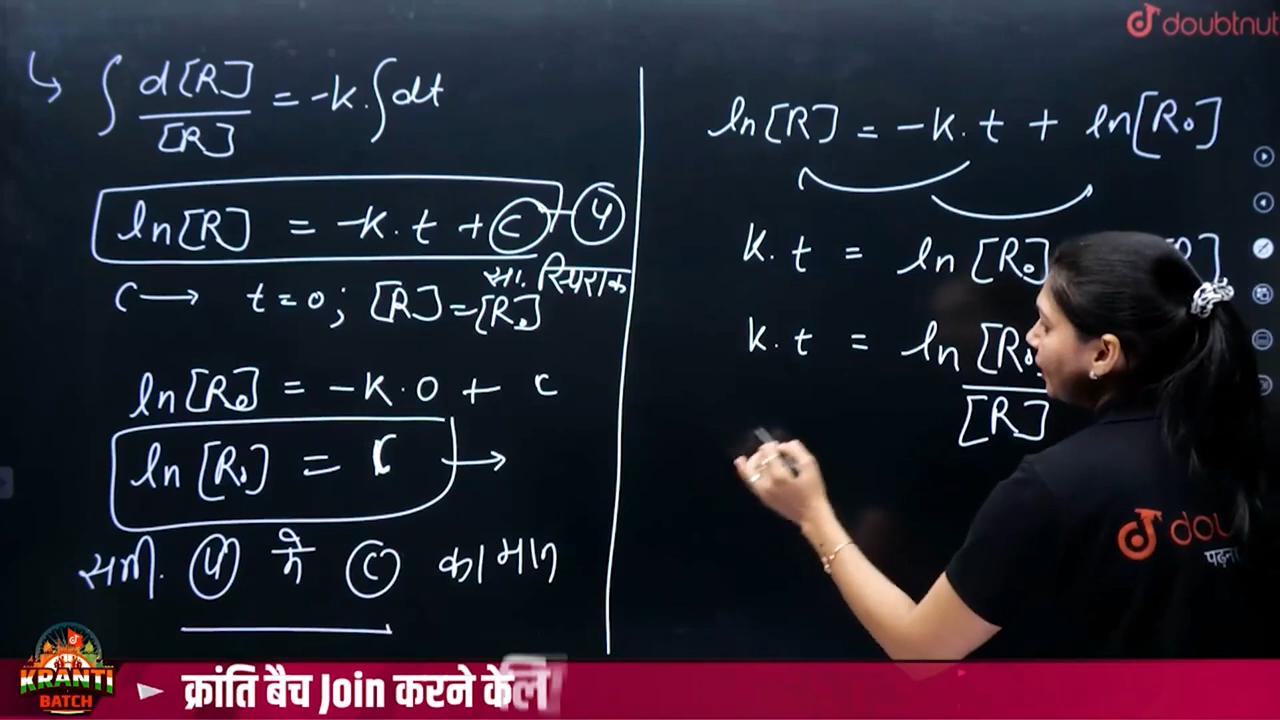 doubtnut
↳ ∫ d[R]/[R] = -k.∫dt
ln[R] = -k.t + C - ④
सा. स्थिरांक
C → t=0; [R]=[R₀]
ln[R₀] = -k.0 + c
ln[R₀] = C →
समी. ④ मे C का मान
ln[R] = -k.t + ln[R₀]
k.t = ln[R₀]
k.t = ln [R₀]/[R]
KRANTI
BATCH
क्रांति बैच Join करने के लि